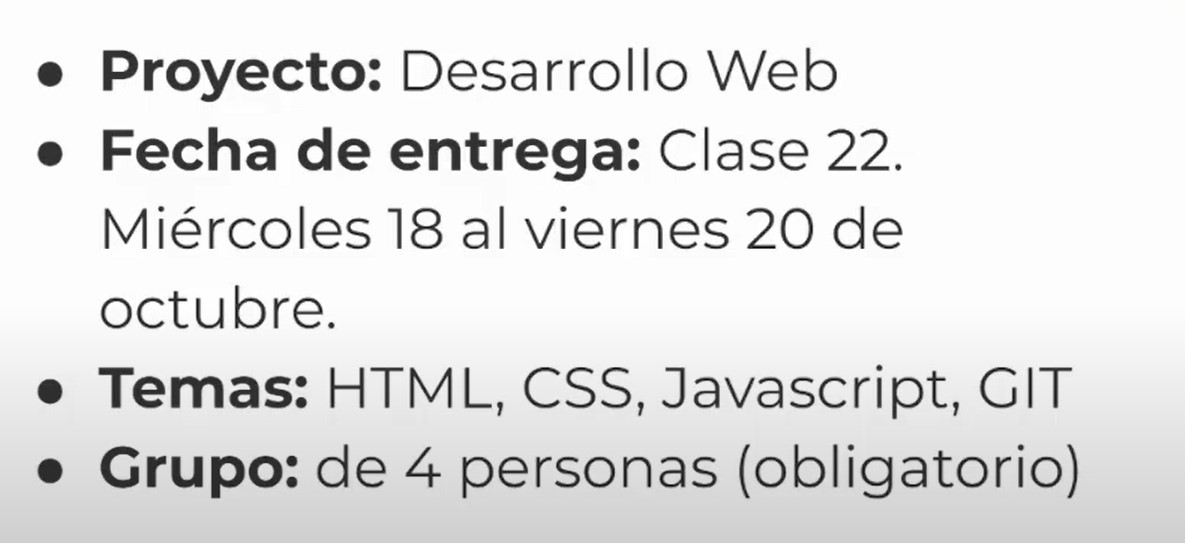 ● Proyecto: Desarrollo Web
● Fecha de entrega: Clase 22.
Miércoles 18 al viernes 20 de
octubre.
● Temas: HTML, CSS, Javascript, GIT
● Grupo: de 4 personas (obligatorio)